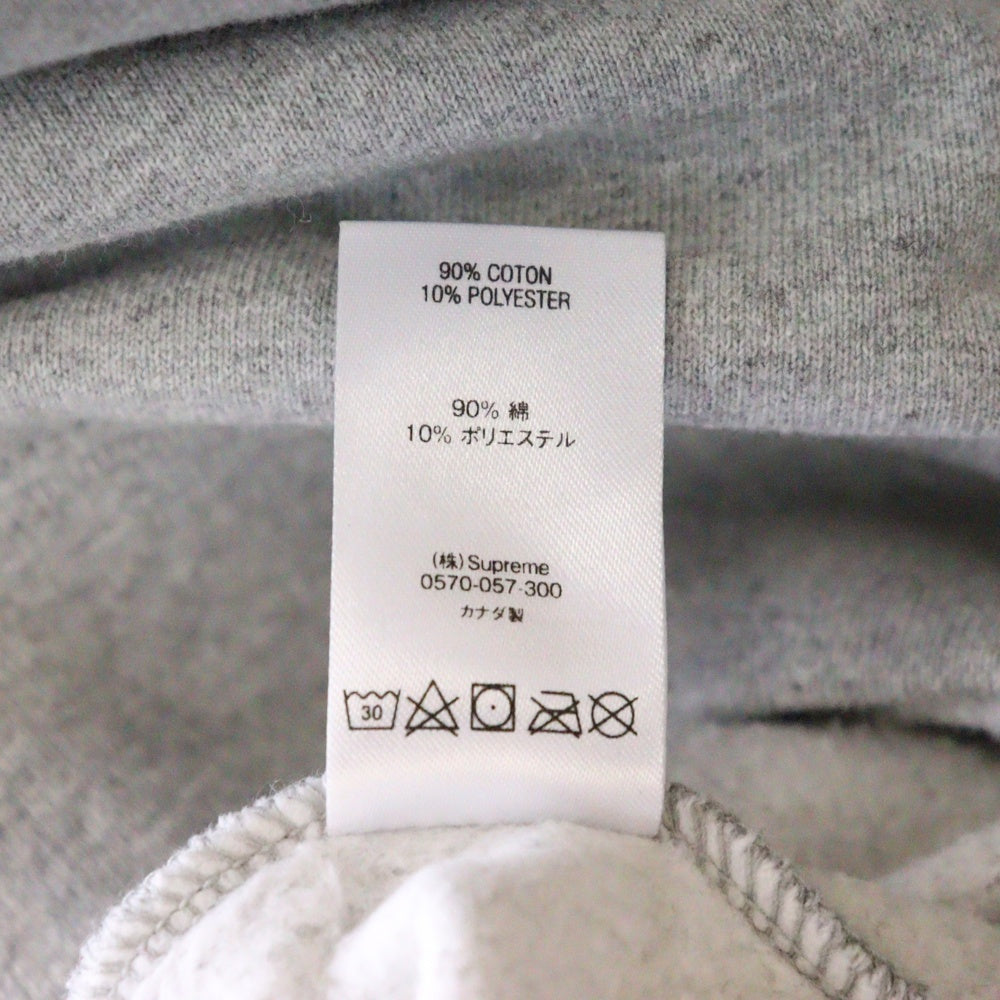 90% COTON
10% POLYESTER
90% 綿
10% ポリエステル
(株)Supreme
0570-057-300
カナダ製
30